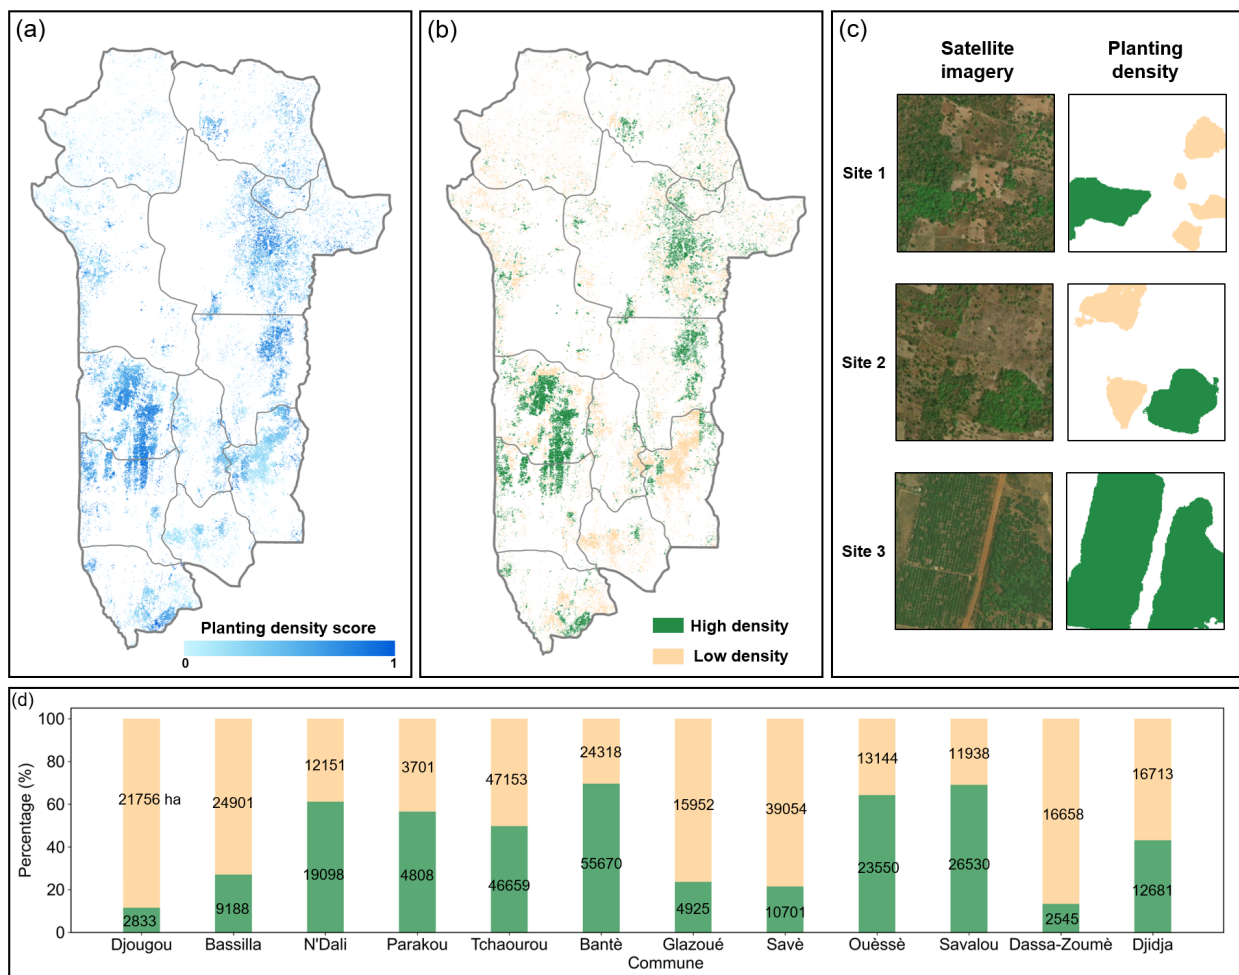 (a)
Planting density score
0 1
(b)
High density
Low density
(c)
Satellite imagery
Planting density
Site 1
Site 2
Site 3
(d)
Percentage (%)
100
80
60
40
20
0
21756 ha
24901
12151
3701
47153
24318
15952
39054
13144
11938
16658
16713
2833
9188
19098
4808
46659
55670
4925
10701
23550
26530
2545
12681
Djougou
Bassilla
N'Dali
Parakou
Tchaourou
Bantè
Glazoué
Savè
Ouèssè
Savalou
Dassa-Zoumè
Djidja
Commune